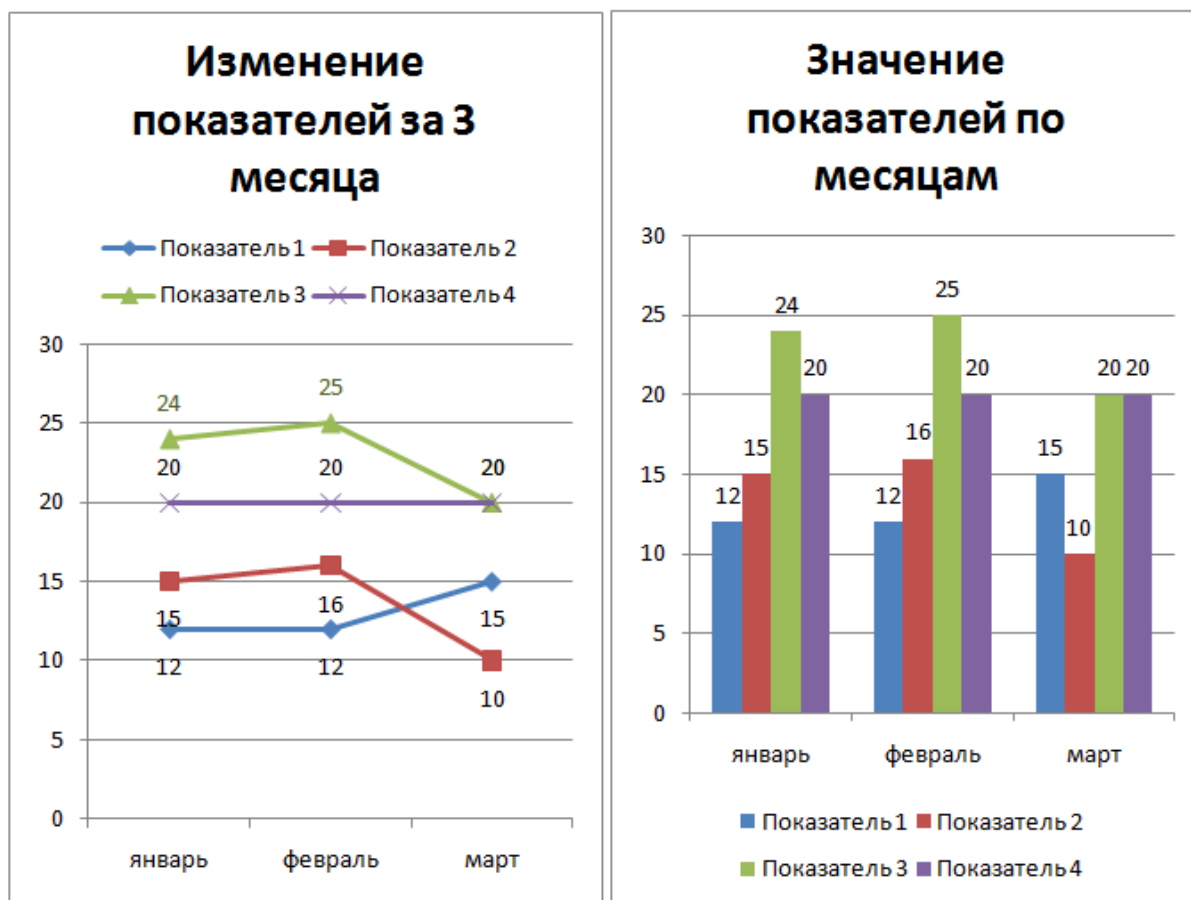 Изменение
показателей за 3
месяца
Показатель 1 Показатель 2
Показатель 3 Показатель 4
30
25
20
15
10
5
0
24 25
20 20 20
15 16 15
12 12 10
январь февраль март
Значение
показателей по
месяцам
30
25
20
15
10
5
0
12 15 24 20
12 16 25 20
15 10 20 20
январь февраль март
Показатель 1 Показатель 2
Показатель 3 Показатель 4